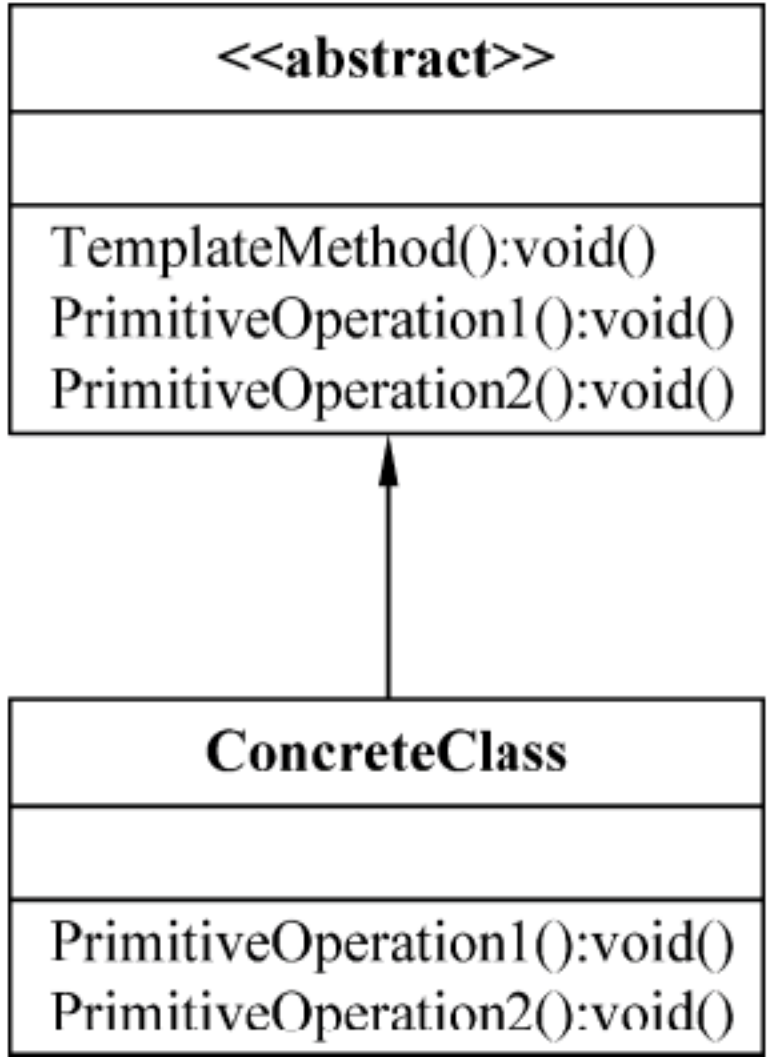 <<abstract>>
TemplateMethod():void()
PrimitiveOperation1():void()
PrimitiveOperation2():void()
ConcreteClass
PrimitiveOperation1():void()
PrimitiveOperation2():void()